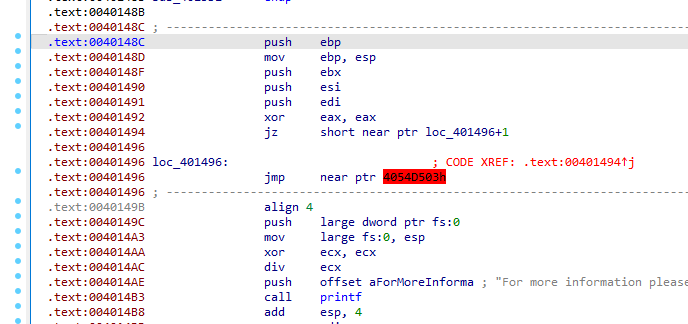 .text:0040148B
.text:0040148C ; ---------------------------------------------------------------------------
.text:0040148C push ebp
.text:0040148D mov ebp, esp
.text:0040148F push ebx
.text:00401490 push esi
.text:00401491 push edi
.text:00401492 xor eax, eax
.text:00401494 jz short near ptr loc_401496+1
.text:00401496
.text:00401496 loc_401496: ; CODE XREF: .text:00401494↑j
.text:00401496 jmp near ptr 4054D503h
.text:00401496 ; ---------------------------------------------------------------------------
.text:0040149B align 4
.text:0040149C push large dword ptr fs:0
.text:004014A3 mov large fs:0, esp
.text:004014AA xor ecx, ecx
.text:004014AC div ecx
.text:004014AE push offset aForMoreInforma ; "For more information please
.text:004014B3 call printf
.text:004014B8 add esp, 4